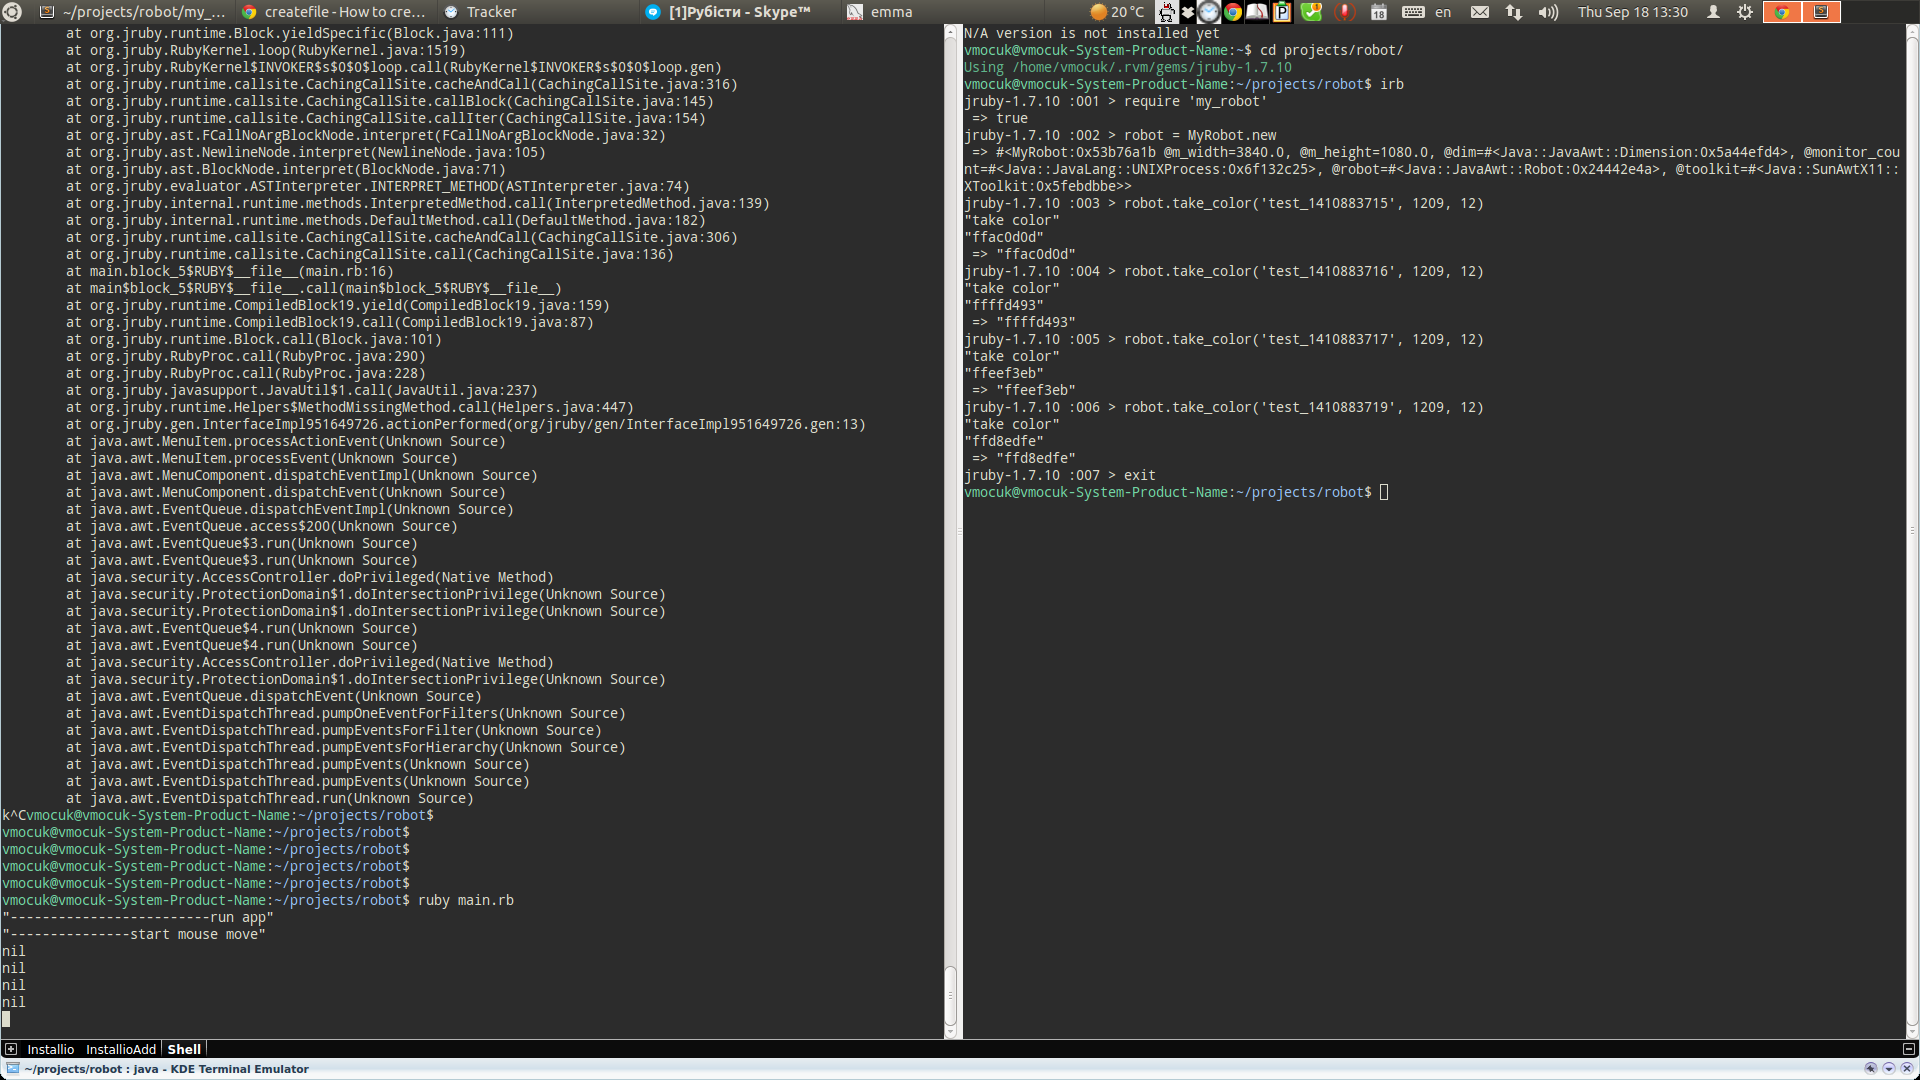 ~/projects/robot/my_... createfile - How to cre... Tracker [1]Рубісти - Skype™ emma 20 °C 18 en Thu Sep 18 13:30
at org.jruby.runtime.Block.yieldSpecific(Block.java:111)
at org.jruby.RubyKernel.loop(RubyKernel.java:1519)
at org.jruby.RubyKernel$INVOKER$s$0$0$loop.call(RubyKernel$INVOKER$s$0$0$loop.gen)
at org.jruby.runtime.callsite.CachingCallSite.cacheAndCall(CachingCallSite.java:316)
at org.jruby.runtime.callsite.CachingCallSite.callBlock(CachingCallSite.java:145)
at org.jruby.runtime.callsite.CachingCallSite.callIter(CachingCallSite.java:154)
at org.jruby.ast.FCallNoArgBlockNode.interpret(FCallNoArgBlockNode.java:32)
at org.jruby.ast.NewlineNode.interpret(NewlineNode.java:105)
at org.jruby.ast.BlockNode.interpret(BlockNode.java:71)
at org.jruby.evaluator.ASTInterpreter.INTERPRET_METHOD(ASTInterpreter.java:74)
at org.jruby.internal.runtime.methods.InterpretedMethod.call(InterpretedMethod.java:139)
at org.jruby.internal.runtime.methods.DefaultMethod.call(DefaultMethod.java:182)
at org.jruby.runtime.callsite.CachingCallSite.cacheAndCall(CachingCallSite.java:306)
at org.jruby.runtime.callsite.CachingCallSite.call(CachingCallSite.java:136)
at main.block_5$RUBY$__file__(main.rb:16)
at main$block_5$RUBY$__file__.call(main$block_5$RUBY$__file__)
at org.jruby.runtime.CompiledBlock19.yield(CompiledBlock19.java:159)
at org.jruby.runtime.CompiledBlock19.call(CompiledBlock19.java:87)
at org.jruby.runtime.Block.call(Block.java:101)
at org.jruby.RubyProc.call(RubyProc.java:290)
at org.jruby.RubyProc.call(RubyProc.java:228)
at org.jruby.javasupport.JavaUtil$1.call(JavaUtil.java:237)
at org.jruby.runtime.Helpers$MethodMissingMethod.call(Helpers.java:447)
at org.jruby.gen.InterfaceImpl951649726.actionPerformed(org/jruby/gen/InterfaceImpl951649726.gen:13)
at java.awt.MenuItem.processActionEvent(Unknown Source)
at java.awt.MenuItem.processEvent(Unknown Source)
at java.awt.MenuComponent.dispatchEventImpl(Unknown Source)
at java.awt.MenuComponent.dispatchEvent(Unknown Source)
at java.awt.EventQueue.dispatchEventImpl(Unknown Source)
at java.awt.EventQueue.access$200(Unknown Source)
at java.awt.EventQueue$3.run(Unknown Source)
at java.awt.EventQueue$3.run(Unknown Source)
at java.security.AccessController.doPrivileged(Native Method)
at java.security.ProtectionDomain$1.doIntersectionPrivilege(Unknown Source)
at java.security.ProtectionDomain$1.doIntersectionPrivilege(Unknown Source)
at java.awt.EventQueue$4.run(Unknown Source)
at java.awt.EventQueue$4.run(Unknown Source)
at java.security.AccessController.doPrivileged(Native Method)
at java.security.ProtectionDomain$1.doIntersectionPrivilege(Unknown Source)
at java.awt.EventQueue.dispatchEvent(Unknown Source)
at java.awt.EventDispatchThread.pumpOneEventForFilters(Unknown Source)
at java.awt.EventDispatchThread.pumpEventsForFilter(Unknown Source)
at java.awt.EventDispatchThread.pumpEventsForHierarchy(Unknown Source)
at java.awt.EventDispatchThread.pumpEvents(Unknown Source)
at java.awt.EventDispatchThread.pumpEvents(Unknown Source)
at java.awt.EventDispatchThread.run(Unknown Source)
k^Cvmocuk@vmocuk-System-Product-Name:~/projects/robot$
vmocuk@vmocuk-System-Product-Name:~/projects/robot$
vmocuk@vmocuk-System-Product-Name:~/projects/robot$
vmocuk@vmocuk-System-Product-Name:~/projects/robot$
vmocuk@vmocuk-System-Product-Name:~/projects/robot$
vmocuk@vmocuk-System-Product-Name:~/projects/robot$ ruby main.rb
"-------------------------run app"
"---------------start mouse move"
nil
nil
nil
nil
N/A version is not installed yet
vmocuk@vmocuk-System-Product-Name:~$ cd projects/robot/
Using /home/vmocuk/.rvm/gems/jruby-1.7.10
vmocuk@vmocuk-System-Product-Name:~/projects/robot$ irb
jruby-1.7.10 :001 > require 'my_robot'
=> true
jruby-1.7.10 :002 > robot = MyRobot.new
=> #<MyRobot:0x53b76a1b @m_width=3840.0, @m_height=1080.0, @dim=#<Java::JavaAwt::Dimension:0x5a44efd4>, @monitor_cou
nt=#<Java::JavaLang::UNIXProcess:0x6f132c25>, @robot=#<Java::JavaAwt::Robot:0x24442e4a>, @toolkit=#<Java::SunAwtX11::
XToolkit:0x5febdbbe>>
jruby-1.7.10 :003 > robot.take_color('test_1410883715', 1209, 12)
"take color"
"ffac0d0d"
=> "ffac0d0d"
jruby-1.7.10 :004 > robot.take_color('test_1410883716', 1209, 12)
"take color"
"ffffd493"
=> "ffffd493"
jruby-1.7.10 :005 > robot.take_color('test_1410883717', 1209, 12)
"take color"
"ffeef3eb"
=> "ffeef3eb"
jruby-1.7.10 :006 > robot.take_color('test_1410883719', 1209, 12)
"take color"
"ffd8edfe"
=> "ffd8edfe"
jruby-1.7.10 :007 > exit
vmocuk@vmocuk-System-Product-Name:~/projects/robot$
Installio InstallioAdd Shell
~/projects/robot : java - KDE Terminal Emulator